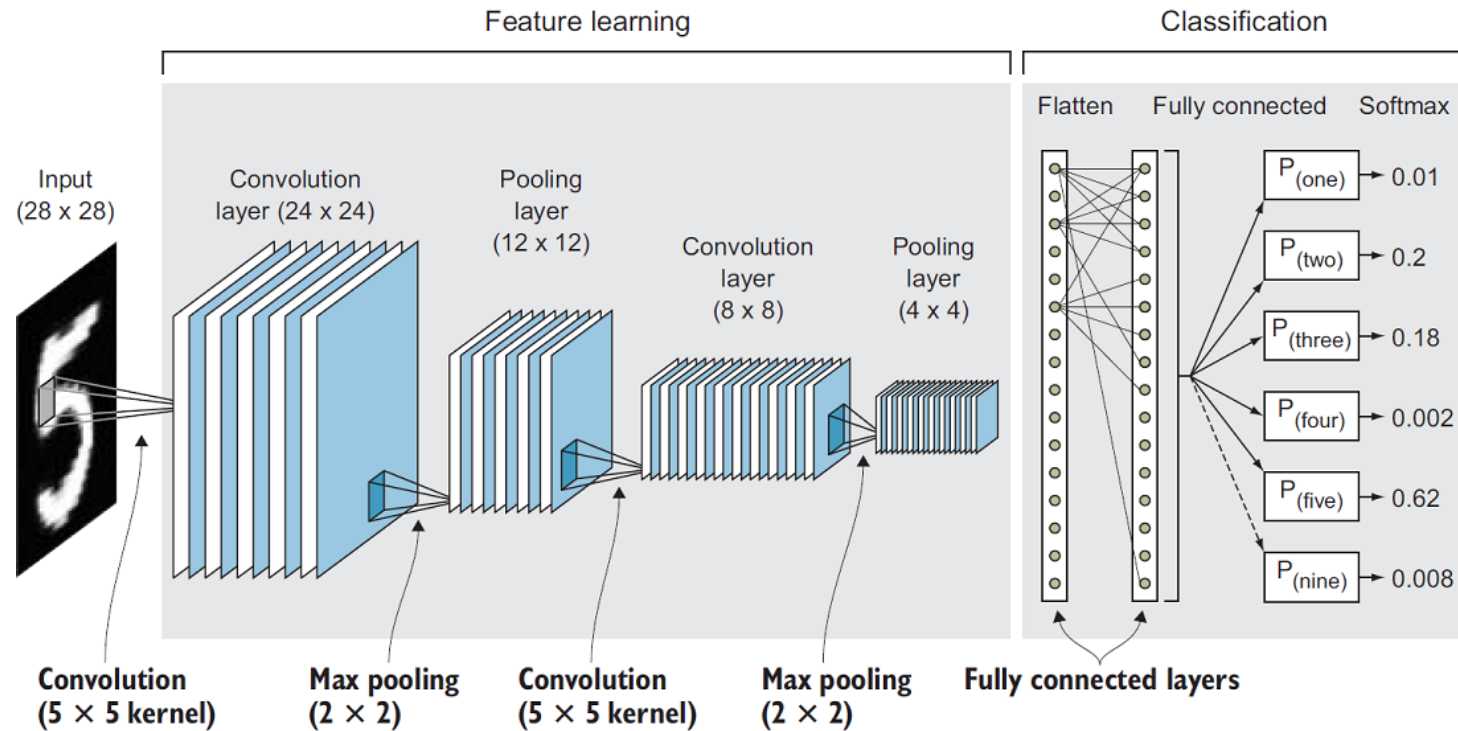 Feature learning
Classification
Flatten
Fully connected
Softmax
Input
(28 x 28)
Convolution
layer (24 x 24)
Pooling
layer
(12 x 12)
Convolution
layer
(8 x 8)
Pooling
layer
(4 x 4)
P(one)
0.01
P(two)
0.2
P(three)
0.18
P(four)
0.002
P(five)
0.62
P(nine)
0.008
Convolution
(5 × 5 kernel)
Max pooling
(2 × 2)
Convolution
(5 × 5 kernel)
Max pooling
(2 × 2)
Fully connected layers